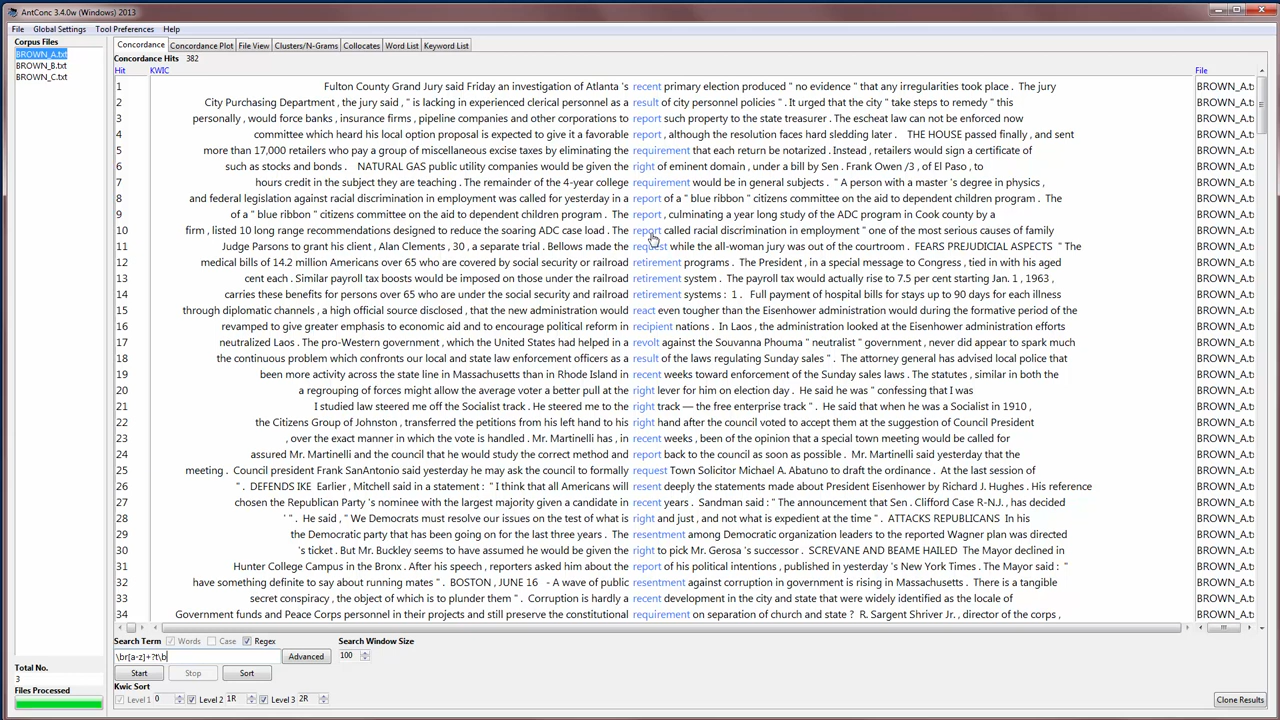 AntConc 3.4.0w (Windows) 2013
File Global Settings Tool Preferences Help
Corpus Files
BROWN_A.txt
BROWN_B.txt
BROWN_C.txt
Concordance Concordance Plot File View Clusters/N-Grams Collocates Word List Keyword List
Concordance Hits 382
Hit KWIC File
1 Fulton County Grand Jury said Friday an investigation of Atlanta 's recent primary election produced " no evidence " that any irregularities took place . The jury BROWN_A.t
2 City Purchasing Department , the jury said , " is lacking in experienced clerical personnel as a result of city personnel policies " . It urged that the city " take steps to remedy " this BROWN_A.t
3 personally , would force banks , insurance firms , pipeline companies and other corporations to report such property to the state treasurer . The escheat law can not be enforced now BROWN_A.t
4 committee which heard his local option proposal is expected to give it a favorable report , although the resolution faces hard sledding later . THE HOUSE passed finally , and sent BROWN_A.t
5 more than 17,000 retailers who pay a group of miscellaneous excise taxes by eliminating the requirement that each return be notarized . Instead , retailers would sign a certificate of BROWN_A.t
6 such as stocks and bonds . NATURAL GAS public utility companies would be given the right of eminent domain , under a bill by Sen . Frank Owen /3 , of El Paso , to BROWN_A.t
7 hours credit in the subject they are teaching . The remainder of the 4-year college requirement would be in general subjects . " A person with a master 's degree in physics , BROWN_A.t
8 and federal legislation against racial discrimination in employment was called for yesterday in a report of a " blue ribbon " citizens committee on the aid to dependent children program . The BROWN_A.t
9 of a " blue ribbon " citizens committee on the aid to dependent children program . The report , culminating a year long study of the ADC program in Cook county by a BROWN_A.t
10 firm , listed 10 long range recommendations designed to reduce the soaring ADC case load . The report called racial discrimination in employment " one of the most serious causes of family BROWN_A.t
11 Judge Parsons to grant his client , Alan Clements , 30 , a separate trial . Bellows made the request while the all-woman jury was out of the courtroom . FEARS PREJUDICIAL ASPECTS " The BROWN_A.t
12 medical bills of 14.2 million Americans over 65 who are covered by social security or railroad retirement programs . The President , in a special message to Congress , tied in with his aged BROWN_A.t
13 cent each . Similar payroll tax boosts would be imposed on those under the railroad retirement system . The payroll tax would actually rise to 7.5 per cent starting Jan. 1 , 1963 , BROWN_A.t
14 carries these benefits for persons over 65 who are under the social security and railroad retirement systems : 1 . Full payment of hospital bills for stays up to 90 days for each illness BROWN_A.t
15 through diplomatic channels , a high official source disclosed , that the new administration would react even tougher than the Eisenhower administration would during the formative period of the BROWN_A.t
16 revamped to give greater emphasis to economic aid and to encourage political reform in recipient nations . In Laos , the administration looked at the Eisenhower administration efforts BROWN_A.t
17 neutralized Laos . The pro-Western government , which the United States had helped in a revolt against the Souvanna Phouma " neutralist " government , never did appear to spark much BROWN_A.t
18 the continuous problem which confronts our local and state law enforcement officers as a result of the laws regulating Sunday sales " . The attorney general has advised local police that BROWN_A.t
19 been more activity across the state line in Massachusetts than in Rhode Island in recent weeks toward enforcement of the Sunday sales laws . The statutes , similar in both the BROWN_A.t
20 a regrouping of forces might allow the average voter a better pull at the right lever for him on election day . He said he was " confessing that I was BROWN_A.t
21 I studied law steered me off the Socialist track . He steered me to the right track — the free enterprise track " . He said that when he was a Socialist in 1910 , BROWN_A.t
22 the Citizens Group of Johnston , transferred the petitions from his left hand to his right hand after the council voted to accept them at the suggestion of Council President BROWN_A.t
23 , over the exact manner in which the vote is handled . Mr. Martinelli has , in recent weeks , been of the opinion that a special town meeting would be called for BROWN_A.t
24 assured Mr. Martinelli and the council that he would study the correct method and report back to the council as soon as possible . Mr. Martinelli said yesterday that the BROWN_A.t
25 meeting . Council president Frank SanAntonio said yesterday he may ask the council to formally request Town Solicitor Michael A. Abatuno to draft the ordinance . At the last session of BROWN_A.t
26 " . DEFENDS IKE Earlier , Mitchell said in a statement : " I think that all Americans will resent deeply the statements made about President Eisenhower by Richard J. Hughes . His reference BROWN_A.t
27 chosen the Republican Party 's nominee with the largest majority given a candidate in recent years . Sandman said : " The announcement that Sen . Clifford Case R-N.J. , has decided BROWN_A.t
28 ' " . He said , " We Democrats must resolve our issues on the test of what is right and just , and not what is expedient at the time " . ATTACKS REPUBLICANS In his BROWN_A.t
29 the Democratic party that has been going on for the last three years . The resentment among Democratic organization leaders to the reported Wagner plan was directed BROWN_A.t
30 's ticket . But Mr. Buckley seems to have assumed he would be given the right to pick Mr. Gerosa 's successor . SCREVANE AND BEAME HAILED The Mayor declined in BROWN_A.t
31 Hunter College Campus in the Bronx . After his speech , reporters asked him about the report of his political intentions , published in yesterday 's New York Times . The Mayor said : " BROWN_A.t
32 have something definite to say about running mates " . BOSTON , JUNE 16 - A wave of public resentment against corruption in government is rising in Massachusetts . There is a tangible BROWN_A.t
33 secret conspiracy , the object of which is to plunder them " . Corruption is hardly a recent development in the city and state that were widely identified as the locale of BROWN_A.t
34 Government funds and Peace Corps personnel in their projects and still preserve the constitutional requirement on separation of church and state ? R. Sargent Shriver Jr. , director of the corps , BROWN_A.t
Search Term Words Case Regex Search Window Size
\br[a-z]+?t\b Advanced 100
Start Stop Sort
Total No.
3
Files Processed
Kwic Sort
Level 1 0 Level 2 1R Level 3 2R Clone Results